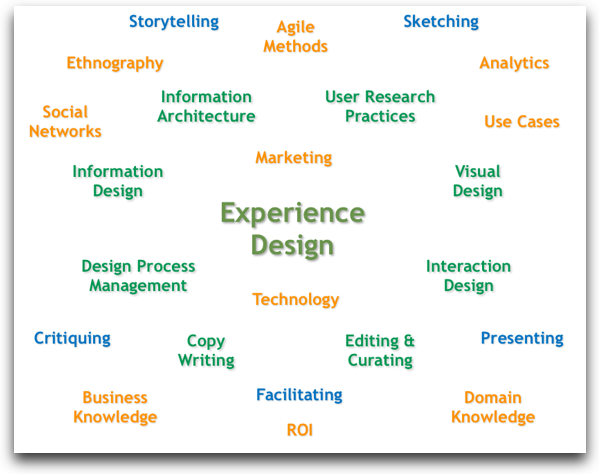 Storytelling
Agile
Methods
Sketching
Ethnography
Analytics
Information
Architecture
User Research
Practices
Social
Networks
Use Cases
Marketing
Information
Design
Visual
Design
Experience
Design
Design Process
Management
Interaction
Design
Technology
Critiquing
Copy
Writing
Editing &
Curating
Presenting
Business
Knowledge
Facilitating
Domain
Knowledge
ROI